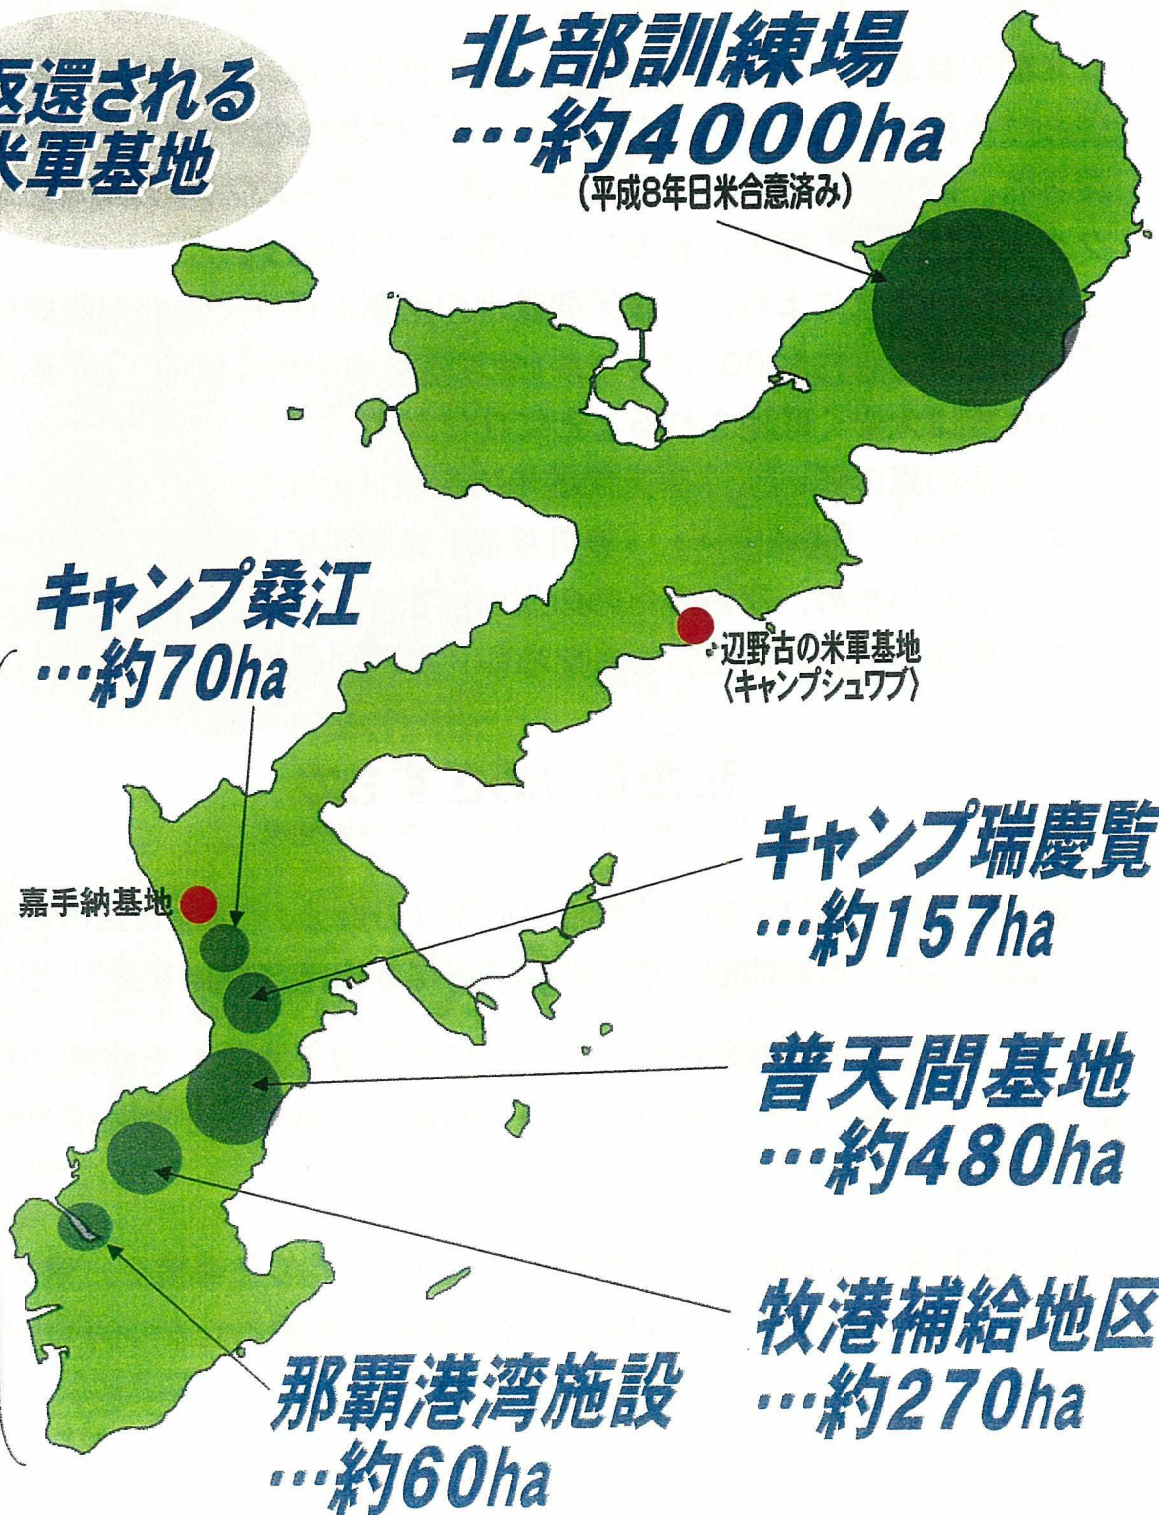 返還される
米軍基地
北部訓練場
…約4000ha
(平成8年日米合意済み)
キャンプ桑江
…約70ha
辺野古の米軍基地
〈キャンプシュワブ〉
嘉手納基地
キャンプ瑞慶覧
…約157ha
普天間基地
…約480ha
牧港補給地区
…約270ha
那覇港湾施設
…約60ha